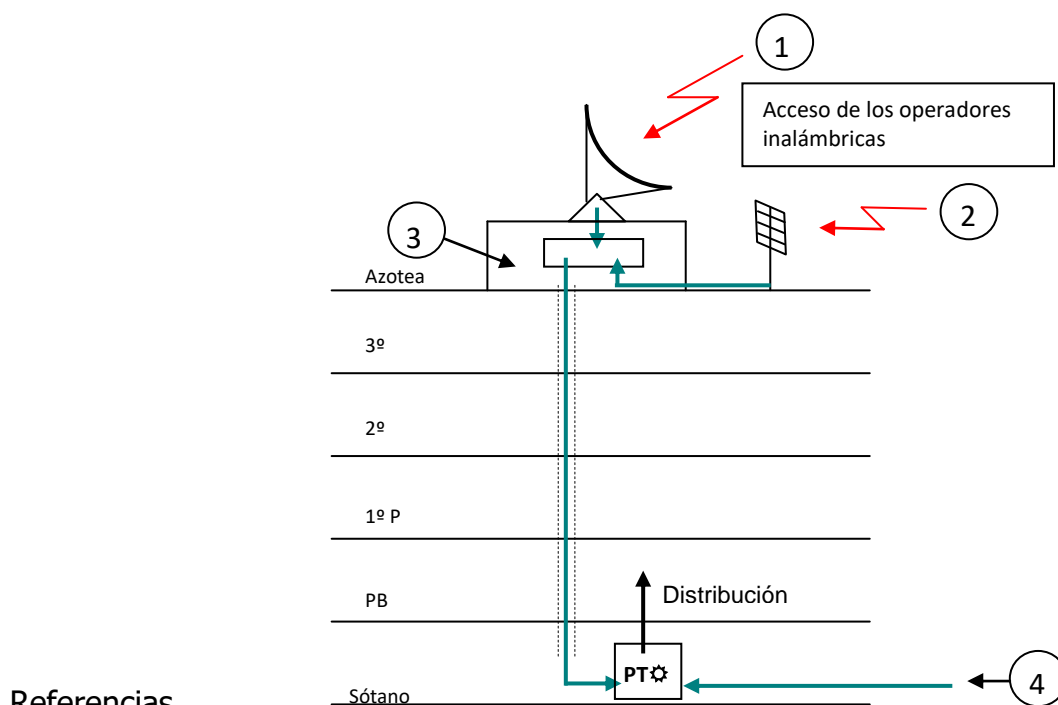 1
Acceso de los operadores
inalámbricas
2
3
Azotea
3º
2º
1º P
PB
Distribución
PT☼
4
Sótano
Referencias